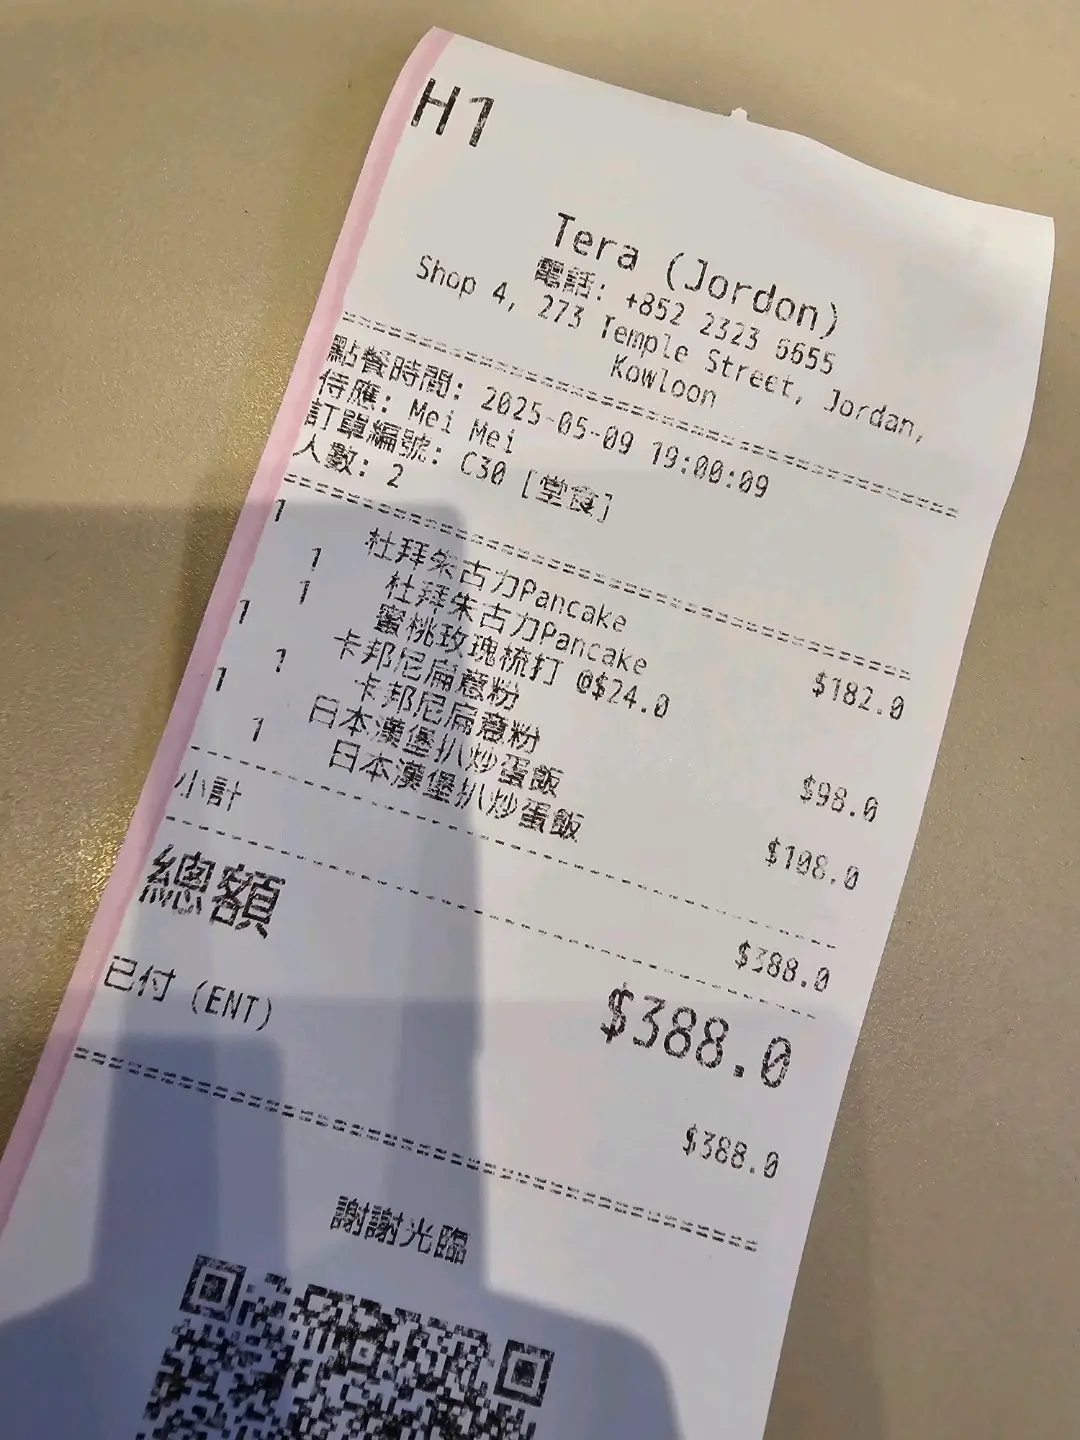 H1
Tera (Jordon)
電話: +852 2323 6655
Shop 4, 273 Temple Street, Jordan,
Kowloon
點餐時間: 2025-05-09 19:00:09
侍應: Mei Mei
訂單編號: C30 [堂食]
人數: 2
1 杜拜朱古力Pancake $182.0
1 杜拜朱古力Pancake
1 蜜桃玫瑰梳打 @$24.0
1 卡邦尼扁意粉 $98.0
1 卡邦尼扁意粉
1 日本漢堡扒炒蛋飯 $108.0
1 日本漢堡扒炒蛋飯
小計 $388.0
總額 $388.0
已付 (ENT) $388.0
謝謝光臨